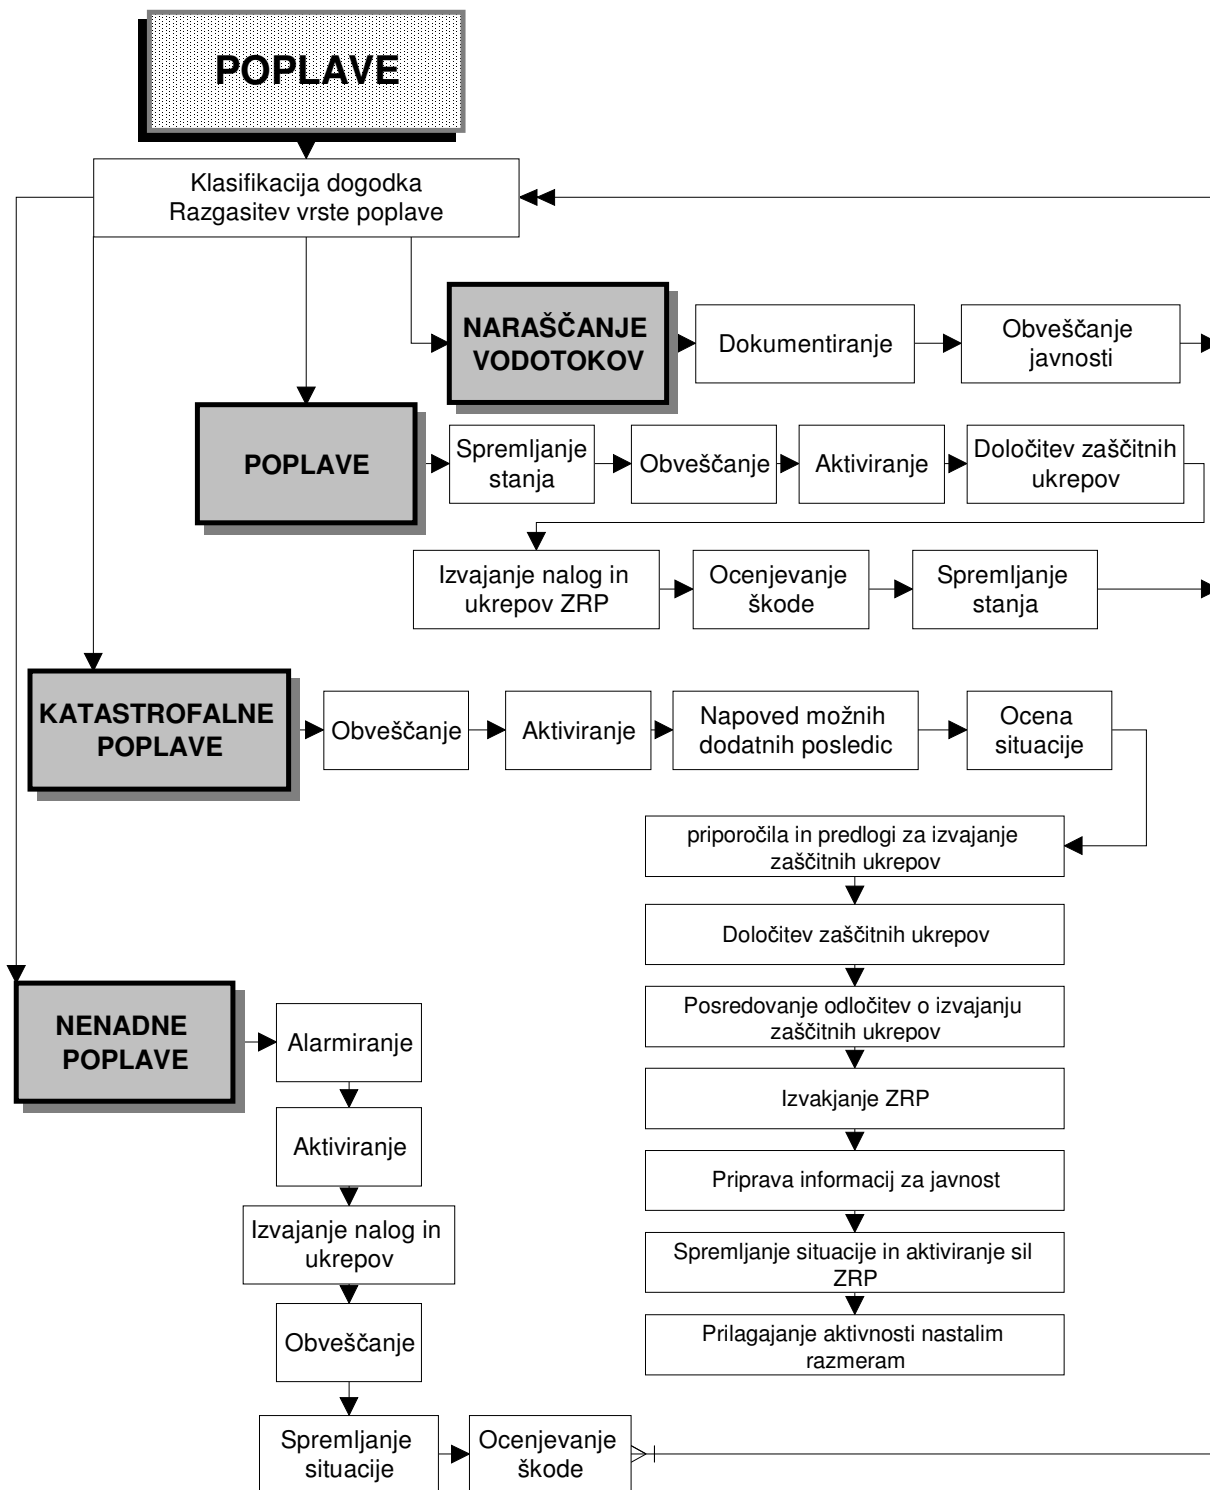 POPLAVE
Klasifikacija dogodka
Razgasitev vrste poplave
NARAŠČANJE
VODOTOKOV
Dokumentiranje
Obveščanje
javnosti
POPLAVE
Spremljanje
stanja
Obveščanje
Aktiviranje
Določitev zaščitnih
ukrepov
Izvajanje nalog in
ukrepov ZRP
Ocenjevanje
škode
Spremljanje
stanja
KATASTROFALNE
POPLAVE
Obveščanje
Aktiviranje
Napoved možnih
dodatnih posledic
Ocena
situacije
priporočila in predlogi za izvajanje
zaščitnih ukrepov
Določitev zaščitnih ukrepov
Posredovanje odločitev o izvajanju
zaščitnih ukrepov
Izvakjanje ZRP
Priprava informacij za javnost
Spremljanje situacije in aktiviranje sil
ZRP
Prilagajanje aktivnosti nastalim
razmeram
NENADNE
POPLAVE
Alarmiranje
Aktiviranje
Izvajanje nalog in
ukrepov
Obveščanje
Spremljanje
situacije
Ocenjevanje
škode